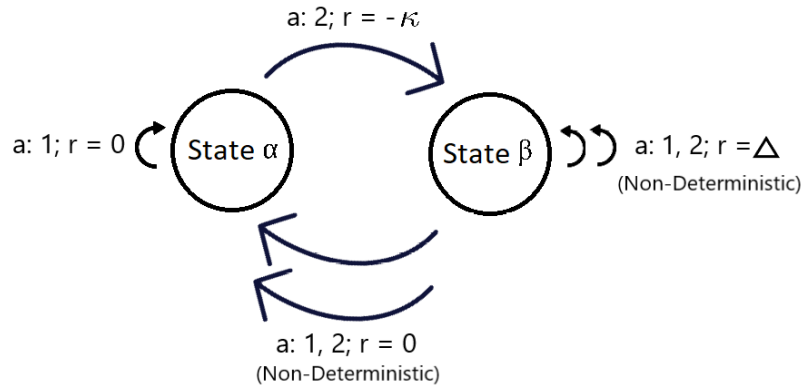 a: 2; r = - κ
a: 1; r = 0
State α
State β
a: 1, 2; r = △
(Non-Deterministic)
a: 1, 2; r = 0
(Non-Deterministic)